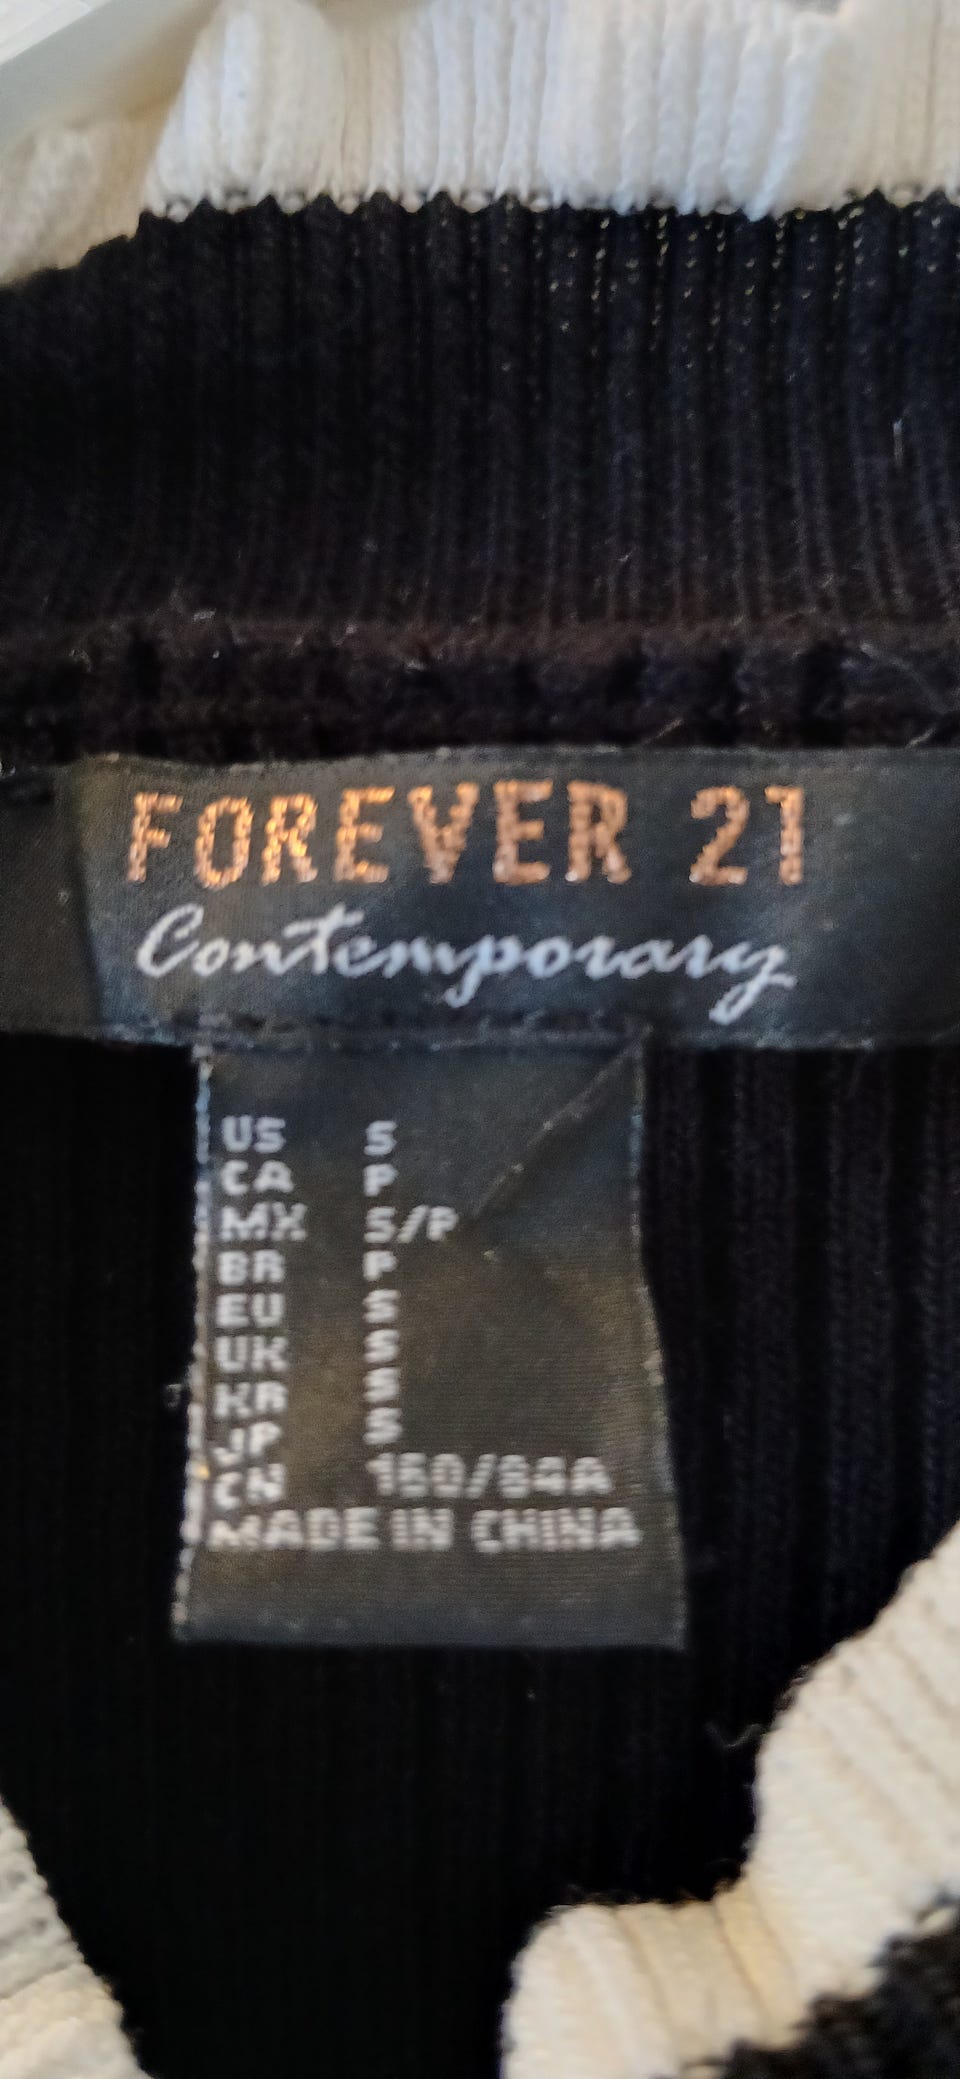 FOREVER 21
Contemporary
US S
CA P
MX S/P
BR P
EU S
UK S
KR S
JP S
CN 160/84A
MADE IN CHINA